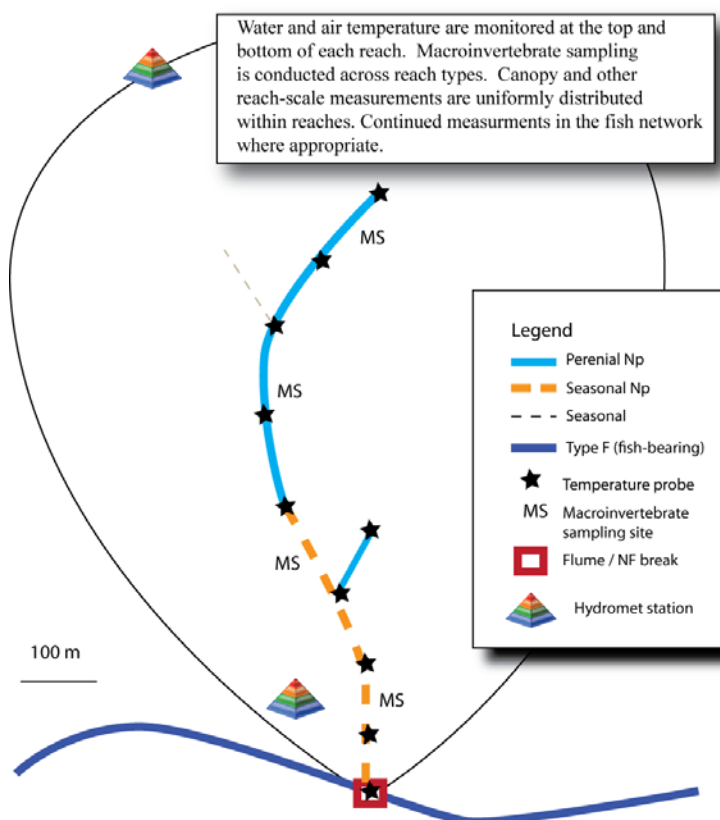 Water and air temperature are monitored at the top and
bottom of each reach.  Macroinvertebrate sampling
is conducted across reach types.  Canopy and other
reach-scale measurements are uniformly distributed
within reaches. Continued measurments in the fish network
where appropriate.
MS
MS
MS
MS
100 m
Legend
Perenial Np
Seasonal Np
Seasonal
Type F (fish-bearing)
Temperature probe
MS
Macroinvertebrate
sampling site
Flume / NF break
Hydromet station